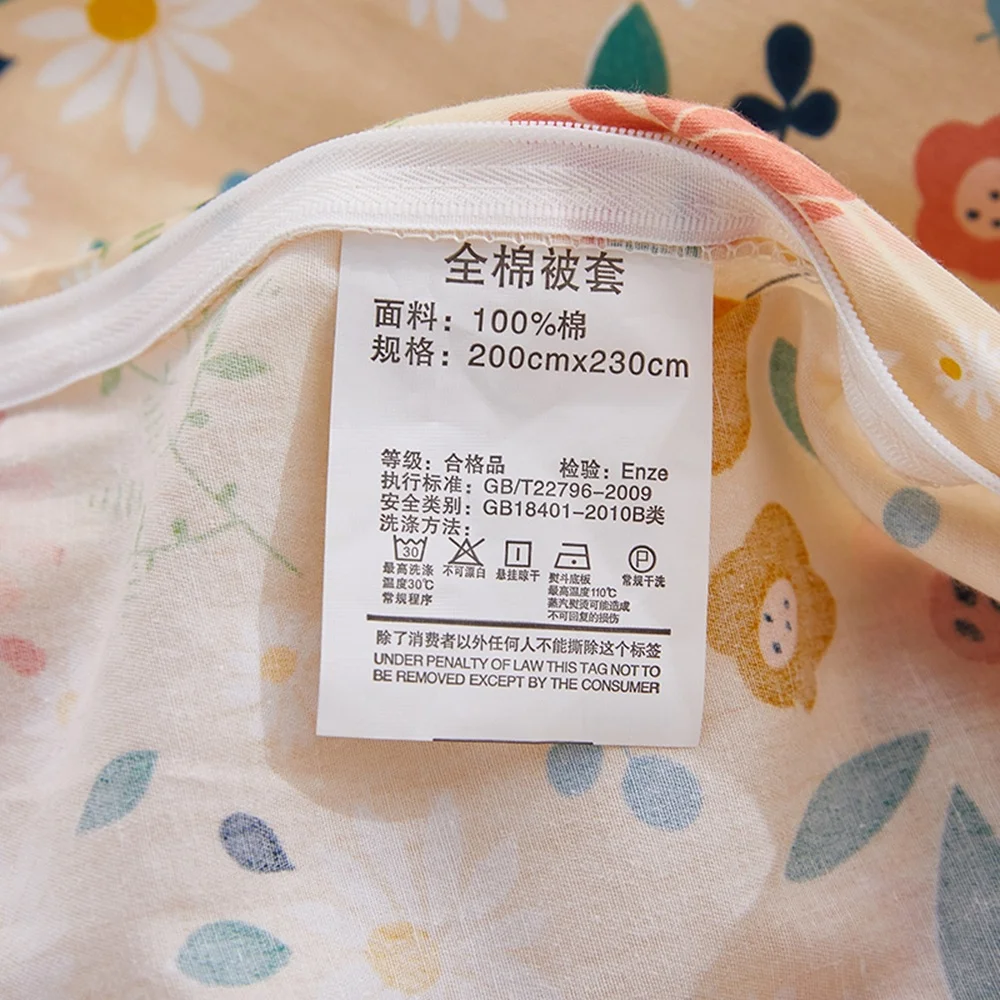 全棉被套
面料：100%棉
规格：200cmx230cm
等级：合格品 检验：Enze
执行标准：GB/T22796-2009
安全类别：GB18401-2010B类
洗涤方法：
30 P
最高洗涤 不可漂白 悬挂晾干 熨斗底板 常规干洗
温度30℃ 最高温度110℃
常规程序 蒸汽熨烫可能造成
不可回复的损伤
除了消费者以外任何人不能撕除这个标签
UNDER PENALTY OF LAW THIS TAG NOT TO
BE REMOVED EXCEPT BY THE CONSUMER